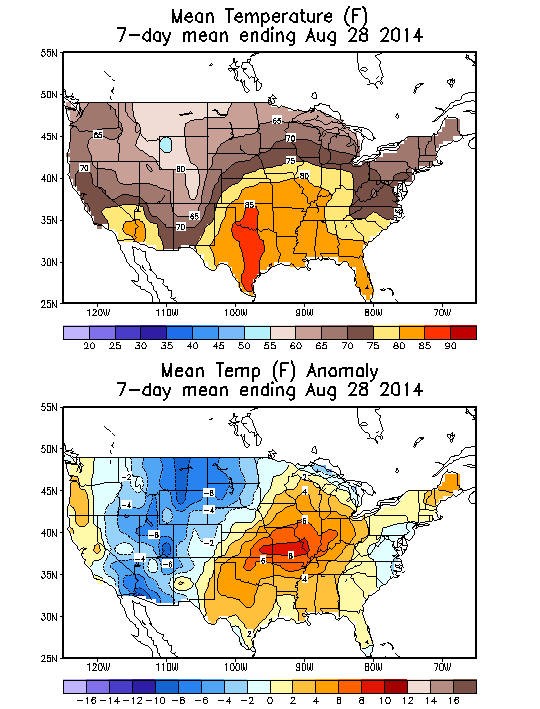 Mean Temperature (F)
7-day mean ending Aug 28 2014
55N
50N
65
65
45N
70
75
70
60
80
40N
85
65
35N
70
30N
25N
120W 110W 100W 90W 80W 70W
20 25 30 35 40 45 50 55 60 65 70 75 80 85 90
Mean Temp (F) Anomaly
7-day mean ending Aug 28 2014
55N
50N
-2
2
4
45N
-8
-4
-4
6
-6
40N
-2
8
-4
6
-6
35N
4
30N
2
25N
120W 110W 100W 90W 80W 70W
-16 -14 -12 -10 -8 -6 -4 -2 0 2 4 6 8 10 12 14 16